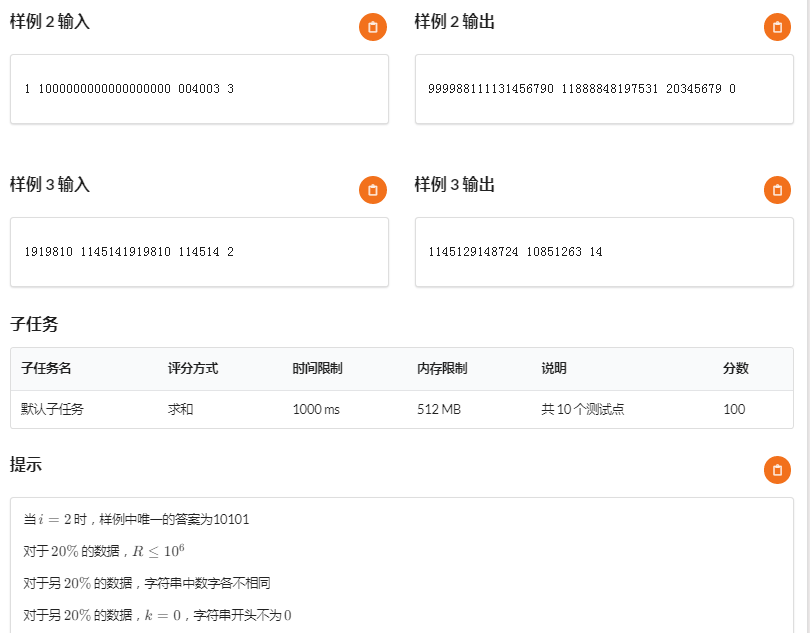 样例 2 输入
样例 2 输出
1 1000000000000000000 004003 3
999988111131456790 11888848197531 20345679 0
样例 3 输入
样例 3 输出
1919810 1145141919810 114514 2
1145129148724 10851263 14
子任务
子任务名 评分方式 时间限制 内存限制 说明 分数
默认子任务 求和 1000 ms 512 MB 共 10 个测试点 100
提示
当 i = 2 时，样例中唯一的答案为10101
对于 20% 的数据，R ≤ 10⁶
对于另 20% 的数据，字符串中数字各不相同
对于另 20% 的数据，k = 0，字符串开头不为 0